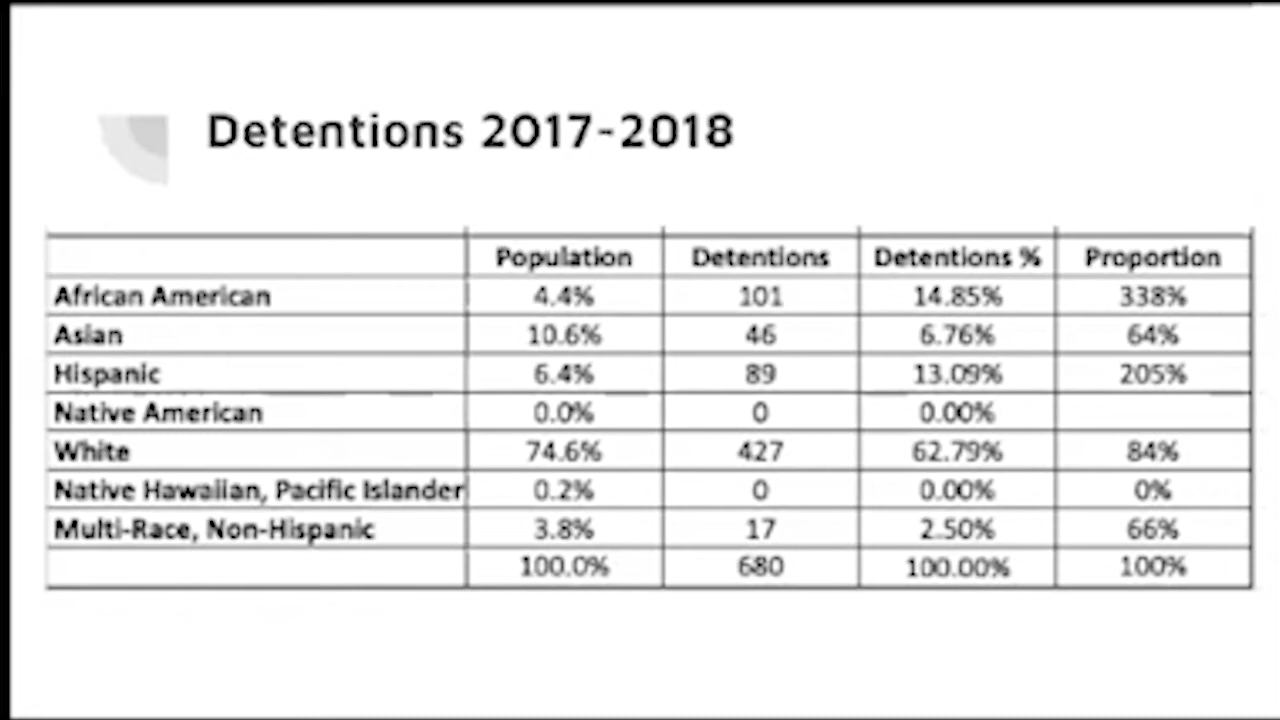 Detentions 2017-2018
Population Detentions Detentions % Proportion
African American 4.4% 101 14.85% 338%
Asian 10.6% 46 6.76% 64%
Hispanic 6.4% 89 13.09% 205%
Native American 0.0% 0 0.00%
White 74.6% 427 62.79% 84%
Native Hawaiian, Pacific Islander 0.2% 0 0.00% 0%
Multi-Race, Non-Hispanic 3.8% 17 2.50% 66%
100.0% 680 100.00% 100%